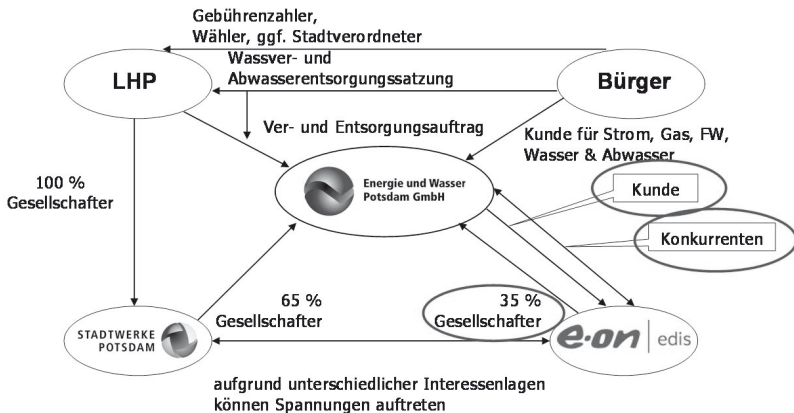 Gebührenzahler,
Wähler, ggf. Stadtverordneter
Wassver- und
Abwasserentsorgungssatzung
LHP
Bürger
Ver- und Entsorgungsauftrag
Kunde für Strom, Gas, FW,
Wasser & Abwasser
100 %
Gesellschafter
Energie und Wasser
Potsdam GmbH
Kunde
Konkurrenten
65 %
Gesellschafter
35 %
Gesellschafter
STADTWERKE
POTSDAM
e·on | edis
aufgrund unterschiedlicher Interessenlagen
können Spannungen auftreten